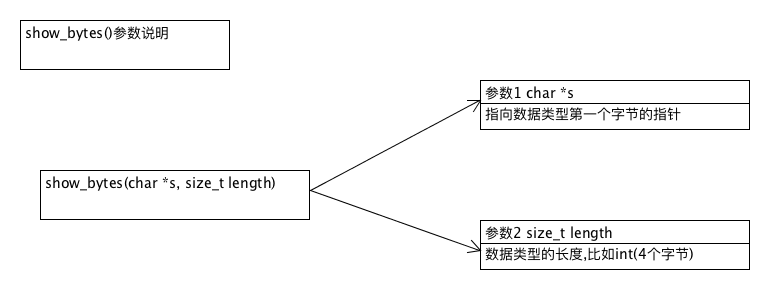 show_bytes()参数说明
参数1 char *s
指向数据类型第一个字节的指针
show_bytes(char *s, size_t length)
参数2 size_t length
数据类型的长度,比如int(4个字节)